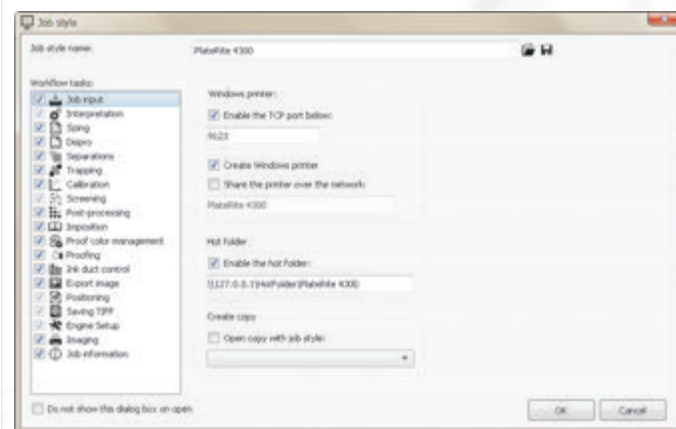 Job style
Job style name:
PlateRite 4300
Workflow tasks:
Job input
Interpretation
Sping
Dispro
Separations
Trapping
Calibration
Screening
Post-processing
Imposition
Proof color management
Proofing
Ink duct control
Export image
Positioning
Saving TIFF
Engine Setup
Imaging
Job information
Windows printer:
Enable the TCP port below:
9123
Create Windows printer
Share the printer over the network:
PlateRite 4300
Hot folder
Enable the hot folder:
\\127.0.0.1\HotFolder\PlateRite 4300
Create copy
Open copy with job style:
Do not show this dialog box on open
OK
Cancel